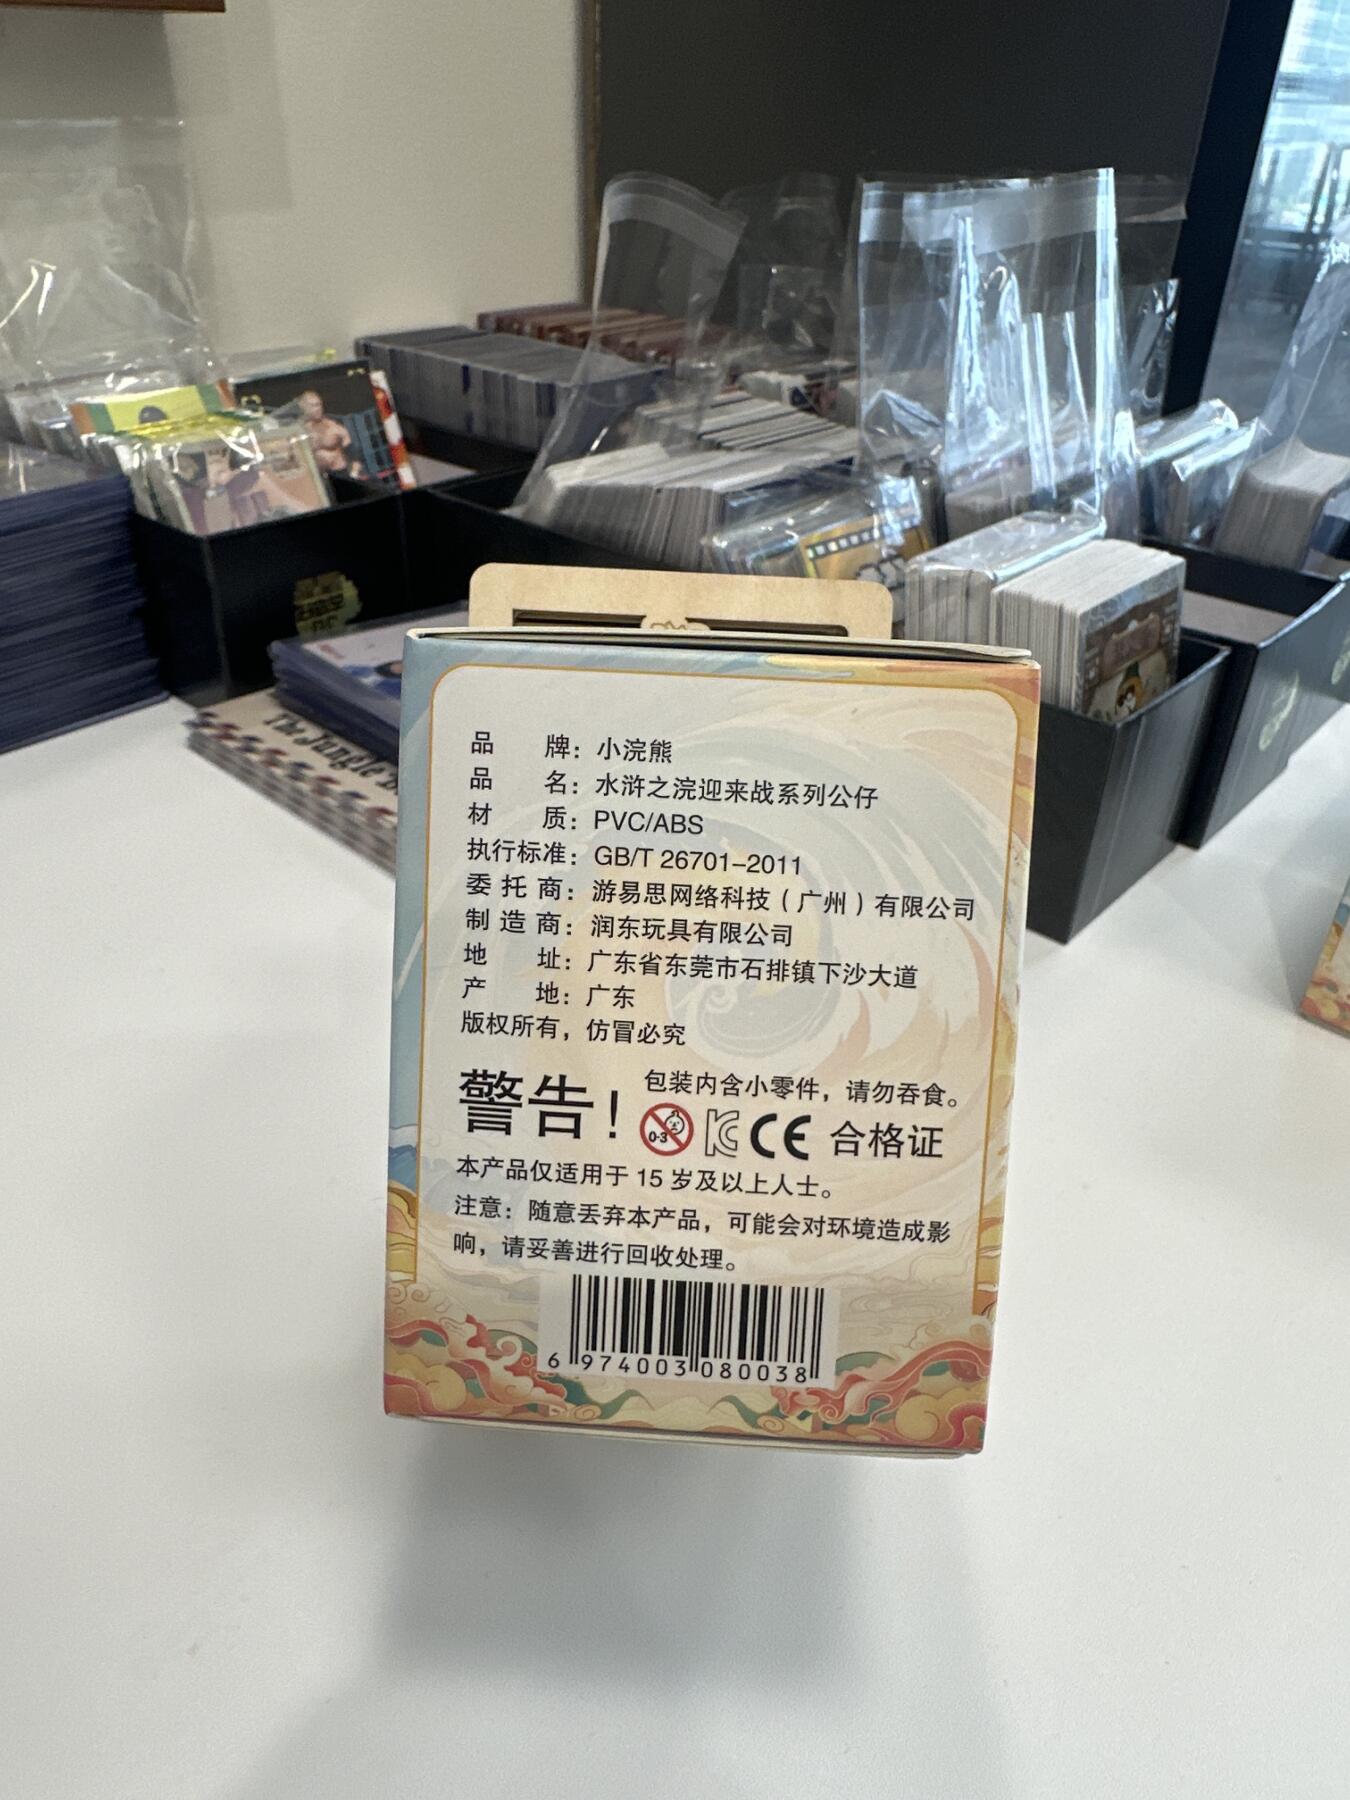 The Jungle B
品 牌：小浣熊
品 名：水浒之浣迎来战系列公仔
材 质：PVC/ABS
执行标准：GB/T 26701-2011
委 托 商：游易思网络科技（广州）有限公司
制 造 商：润东玩具有限公司
地 址：广东省东莞市石排镇下沙大道
产 地：广东
版权所有，仿冒必究
警告！
包装内含小零件，请勿吞食。
0-3 CE 合格证
本产品仅适用于 15 岁及以上人士。
注意：随意丢弃本产品，可能会对环境造成影
响，请妥善进行回收处理。
6 974003 080038